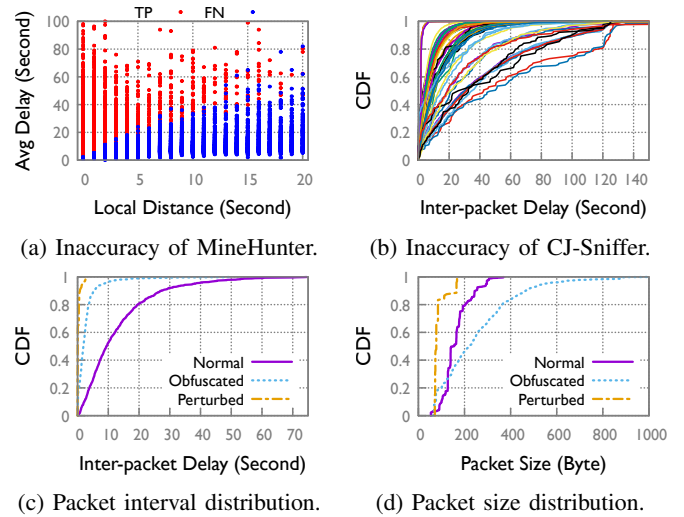 TP FN
100
80
60
40
20
0
0 5 10 15 20
Avg Delay (Second)
Local Distance (Second)
(a) Inaccuracy of MineHunter.
1
0.8
0.6
0.4
0.2
0
0 20 40 60 80 100 120 140
CDF
Inter-packet Delay (Second)
(b) Inaccuracy of CJ-Sniffer.
1
0.8
0.6
0.4
0.2
0
0 10 20 30 40 50 60 70
CDF
Normal
Obfuscated
Perturbed
Inter-packet Delay (Second)
(c) Packet interval distribution.
1
0.8
0.6
0.4
0.2
0
0 200 400 600 800 1000
CDF
Normal
Obfuscated
Perturbed
Packet Size (Byte)
(d) Packet size distribution.